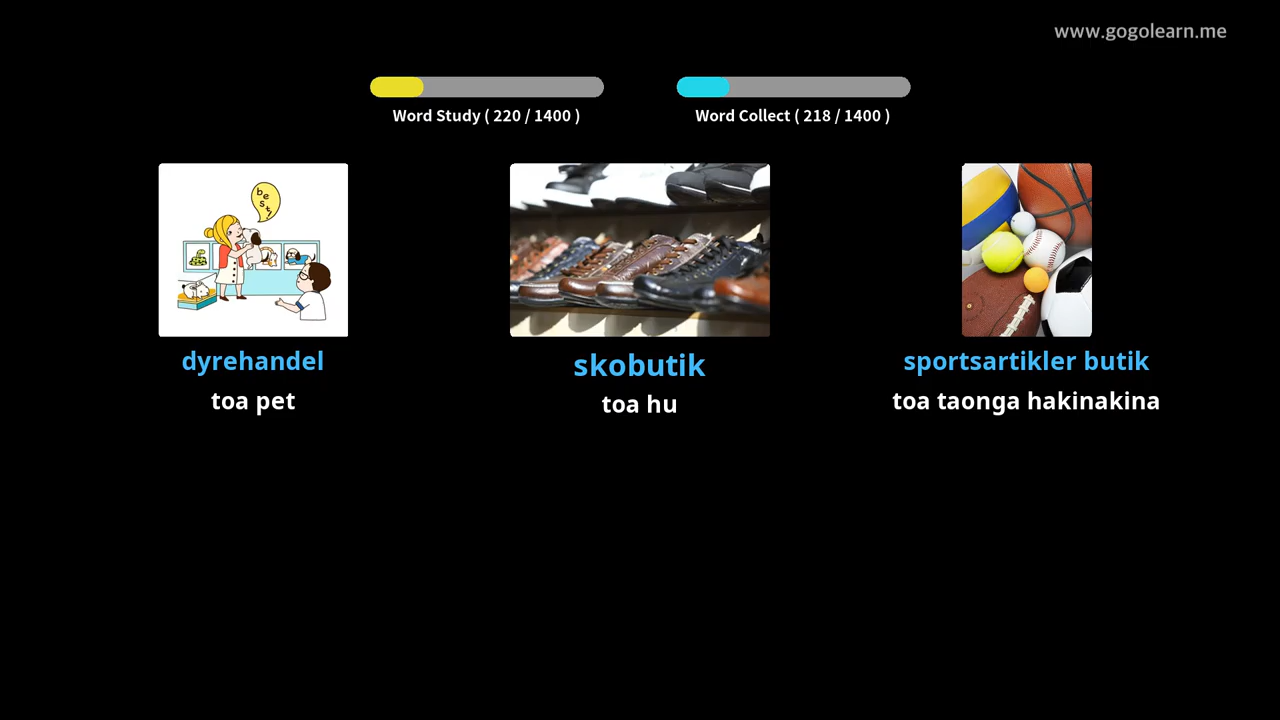 www.gogolearn.me
Word Study ( 220 / 1400 )
Word Collect ( 218 / 1400 )
best
dyrehandel
toa pet
skobutik
toa hu
sportsartikler butik
toa taonga hakinakina